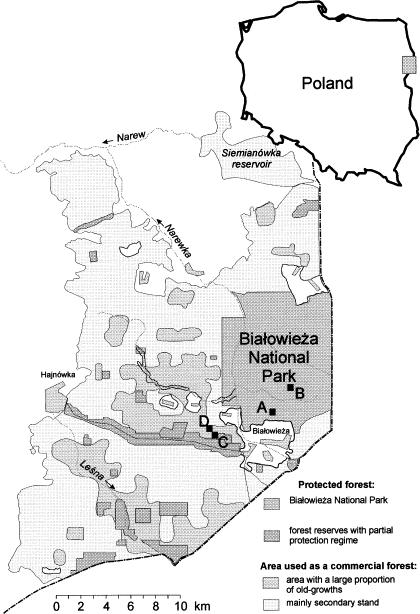 Poland
Narew
Siemianówka
reservoir
Narewka
Białowieża
National
Park
B
A
Hajnówka
D
C
Białowieża
Leśna
Protected forest:
Białowieża National Park
forest reserves with partial
protection regime
Area used as a commercial forest:
area with a large proportion
of old-growths
mainly secondary stand
0 2 4 6 8 10 km